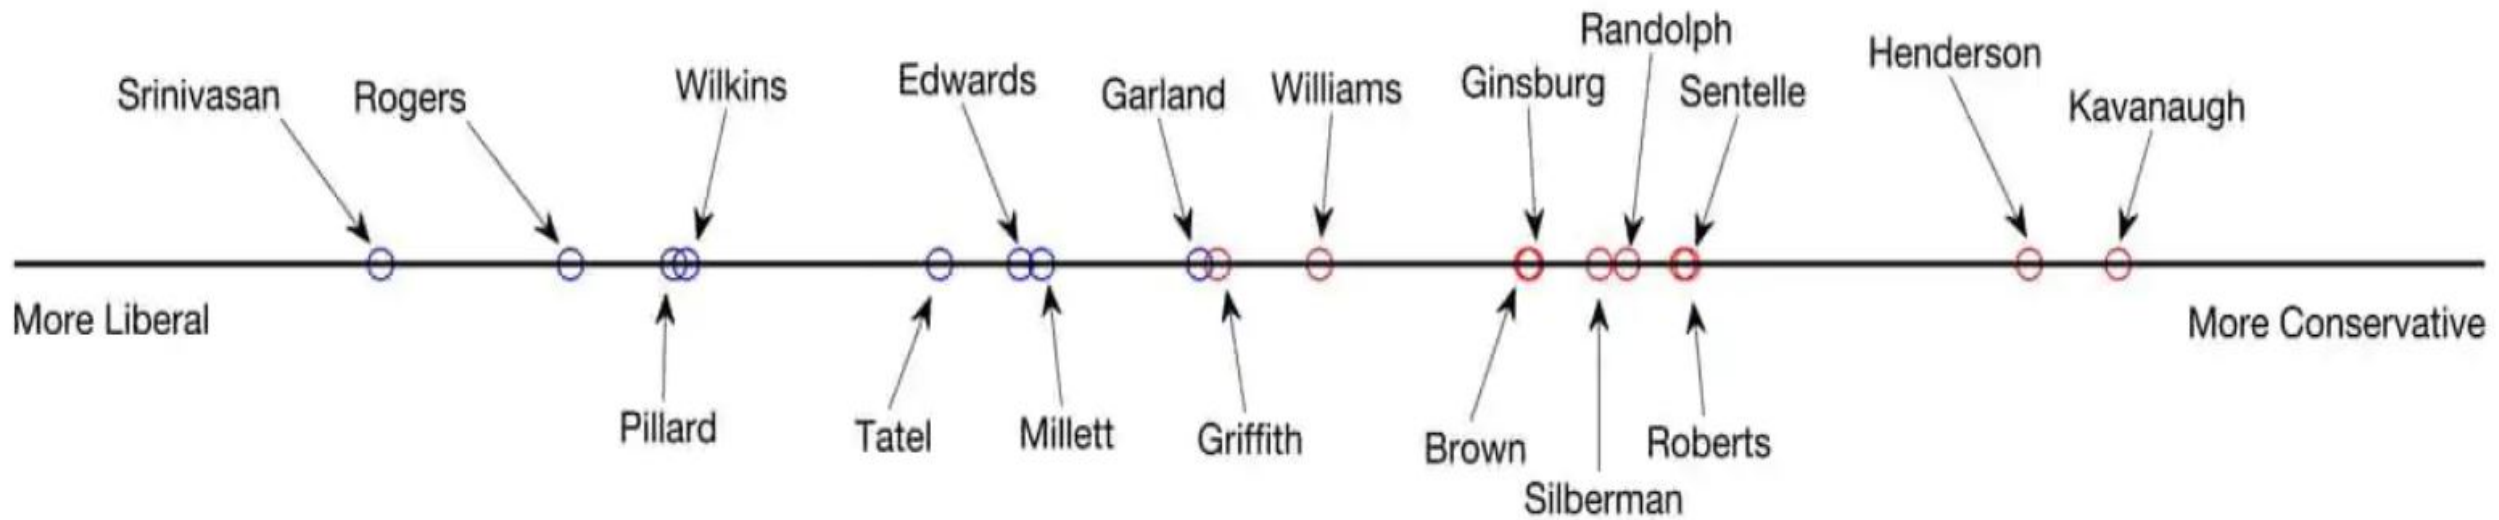 Srinivasan
Rogers
Wilkins
Edwards
Garland
Williams
Ginsburg
Randolph
Sentelle
Henderson
Kavanaugh
More Liberal
More Conservative
Pillard
Tatel
Millett
Griffith
Brown
Silberman
Roberts